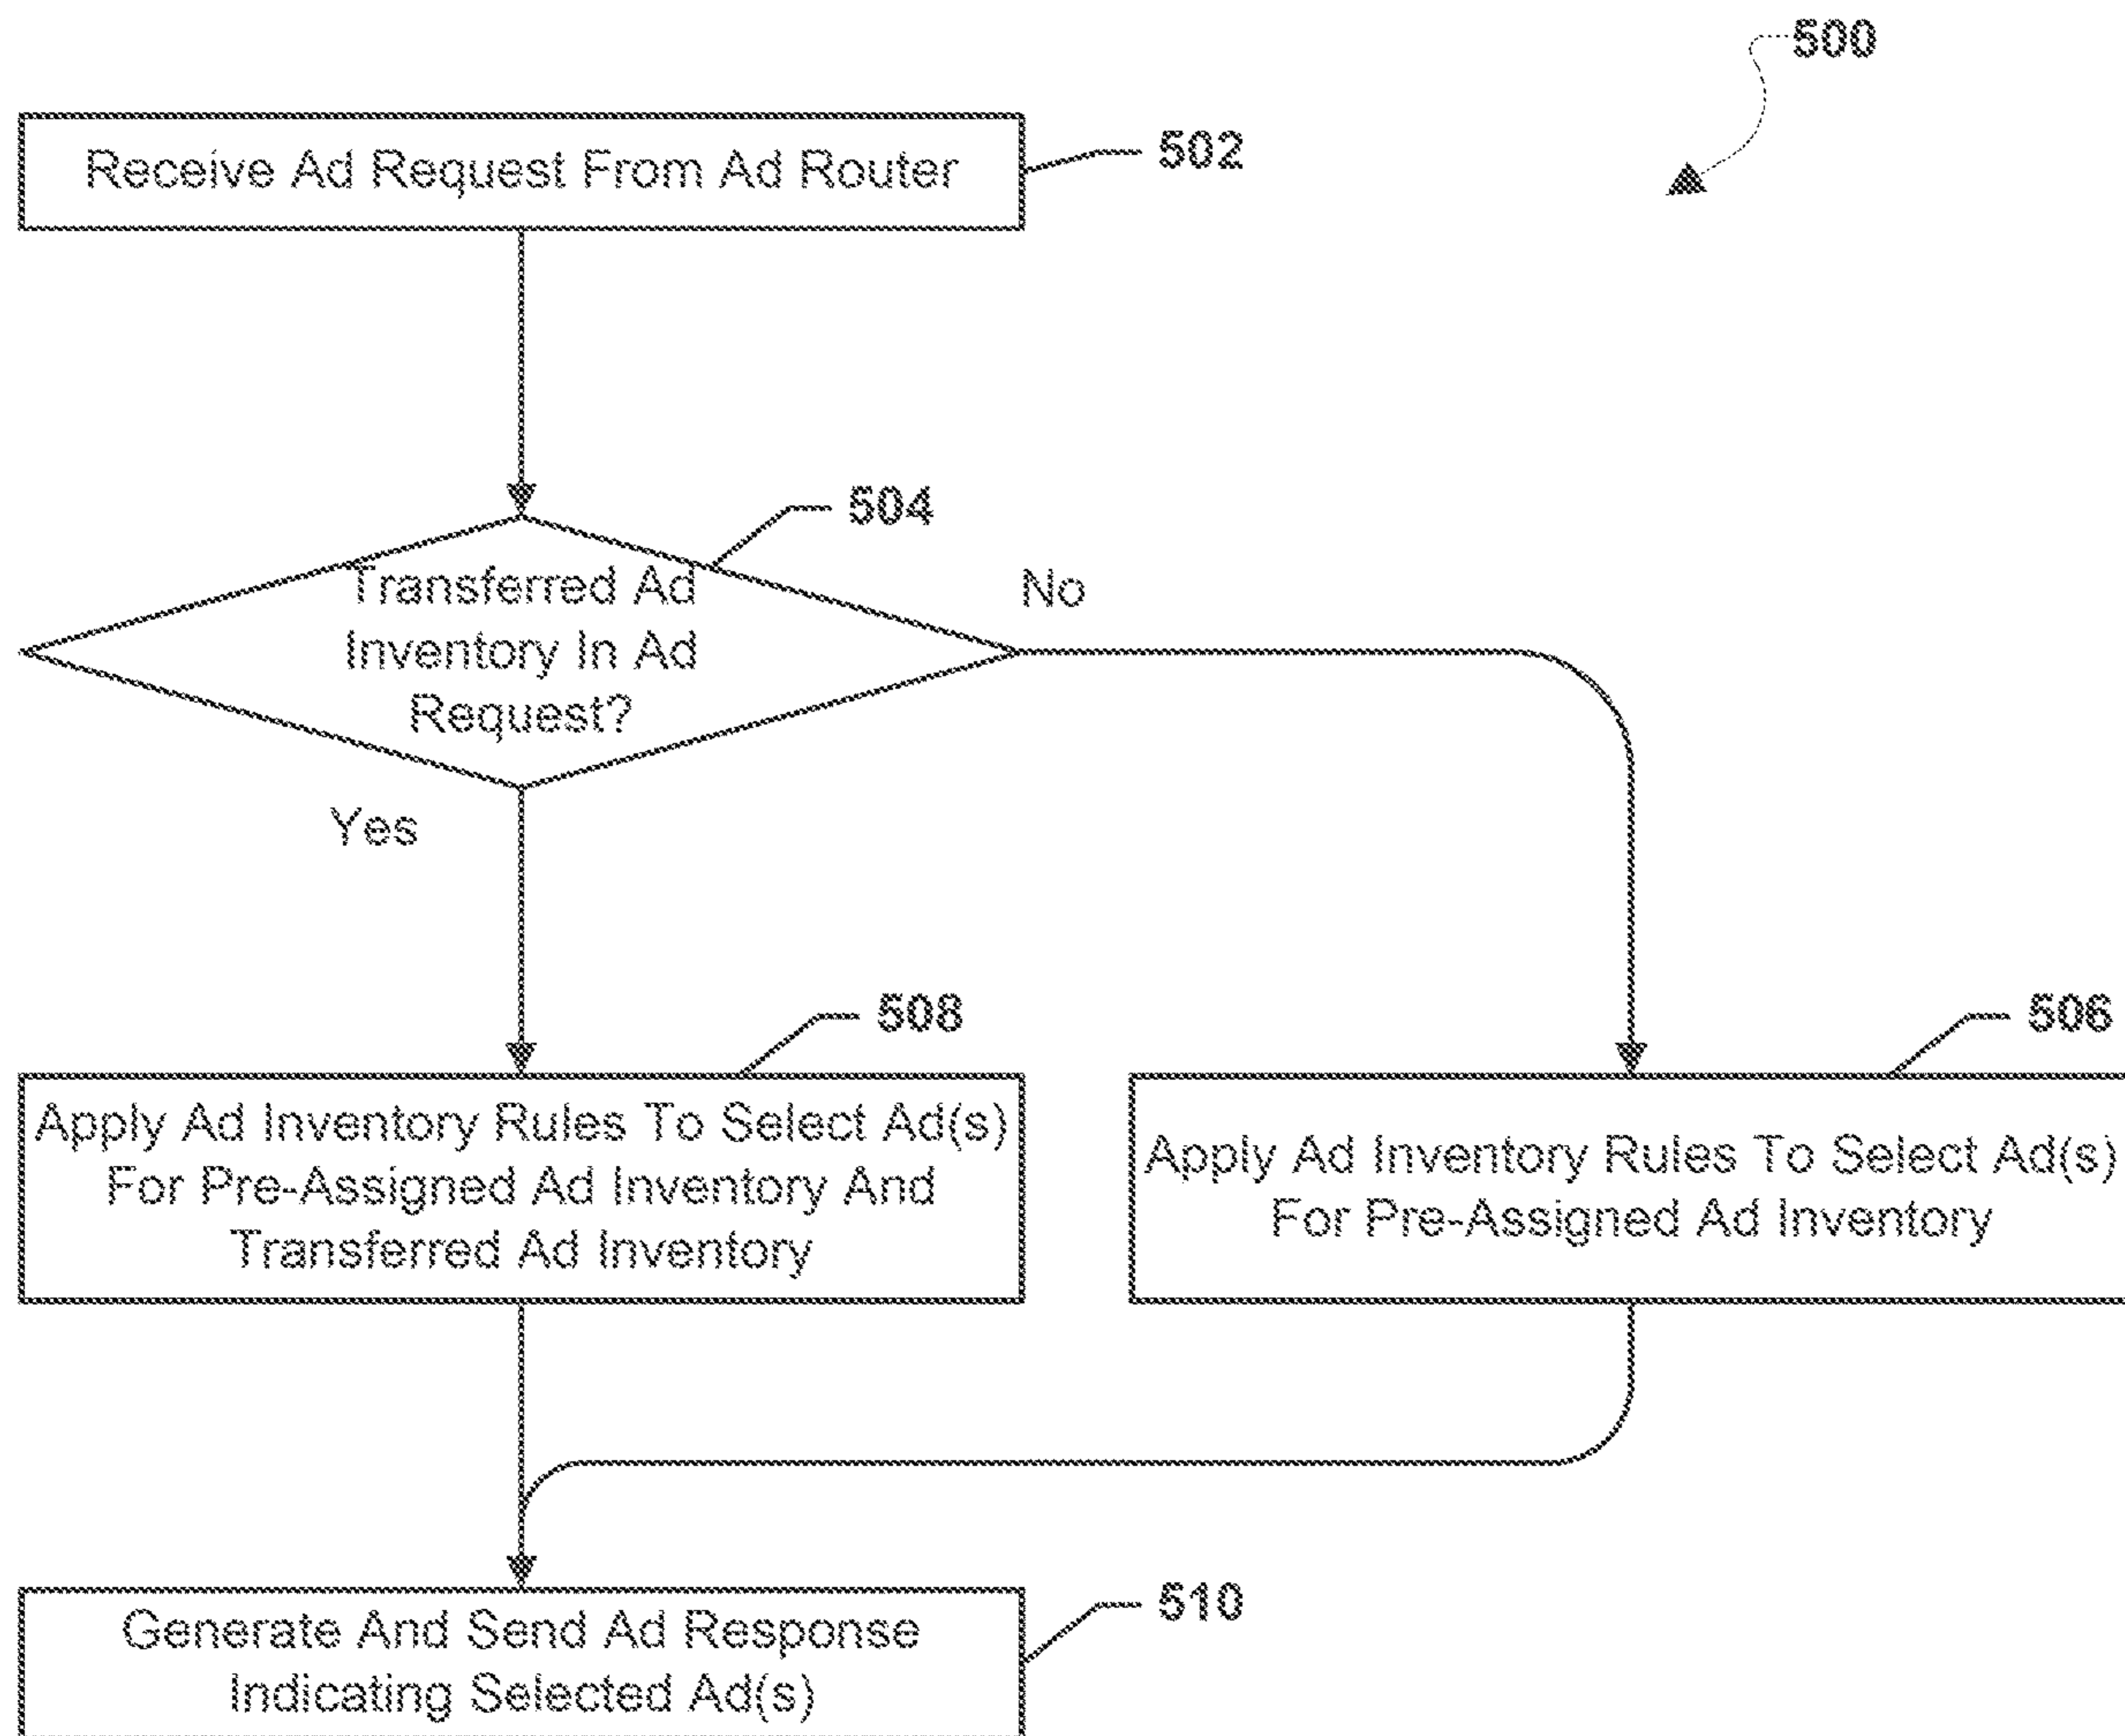 500
Receive Ad Request From Ad Router
502
504
Transferred Ad
Inventory In Ad
Request?
No
Yes
508
506
Apply Ad Inventory Rules To Select Ad(s)
For Pre-Assigned Ad Inventory And
Transferred Ad Inventory
Apply Ad Inventory Rules To Select Ad(s)
For Pre-Assigned Ad Inventory
510
Generate And Send Ad Response
Indicating Selected Ad(s)